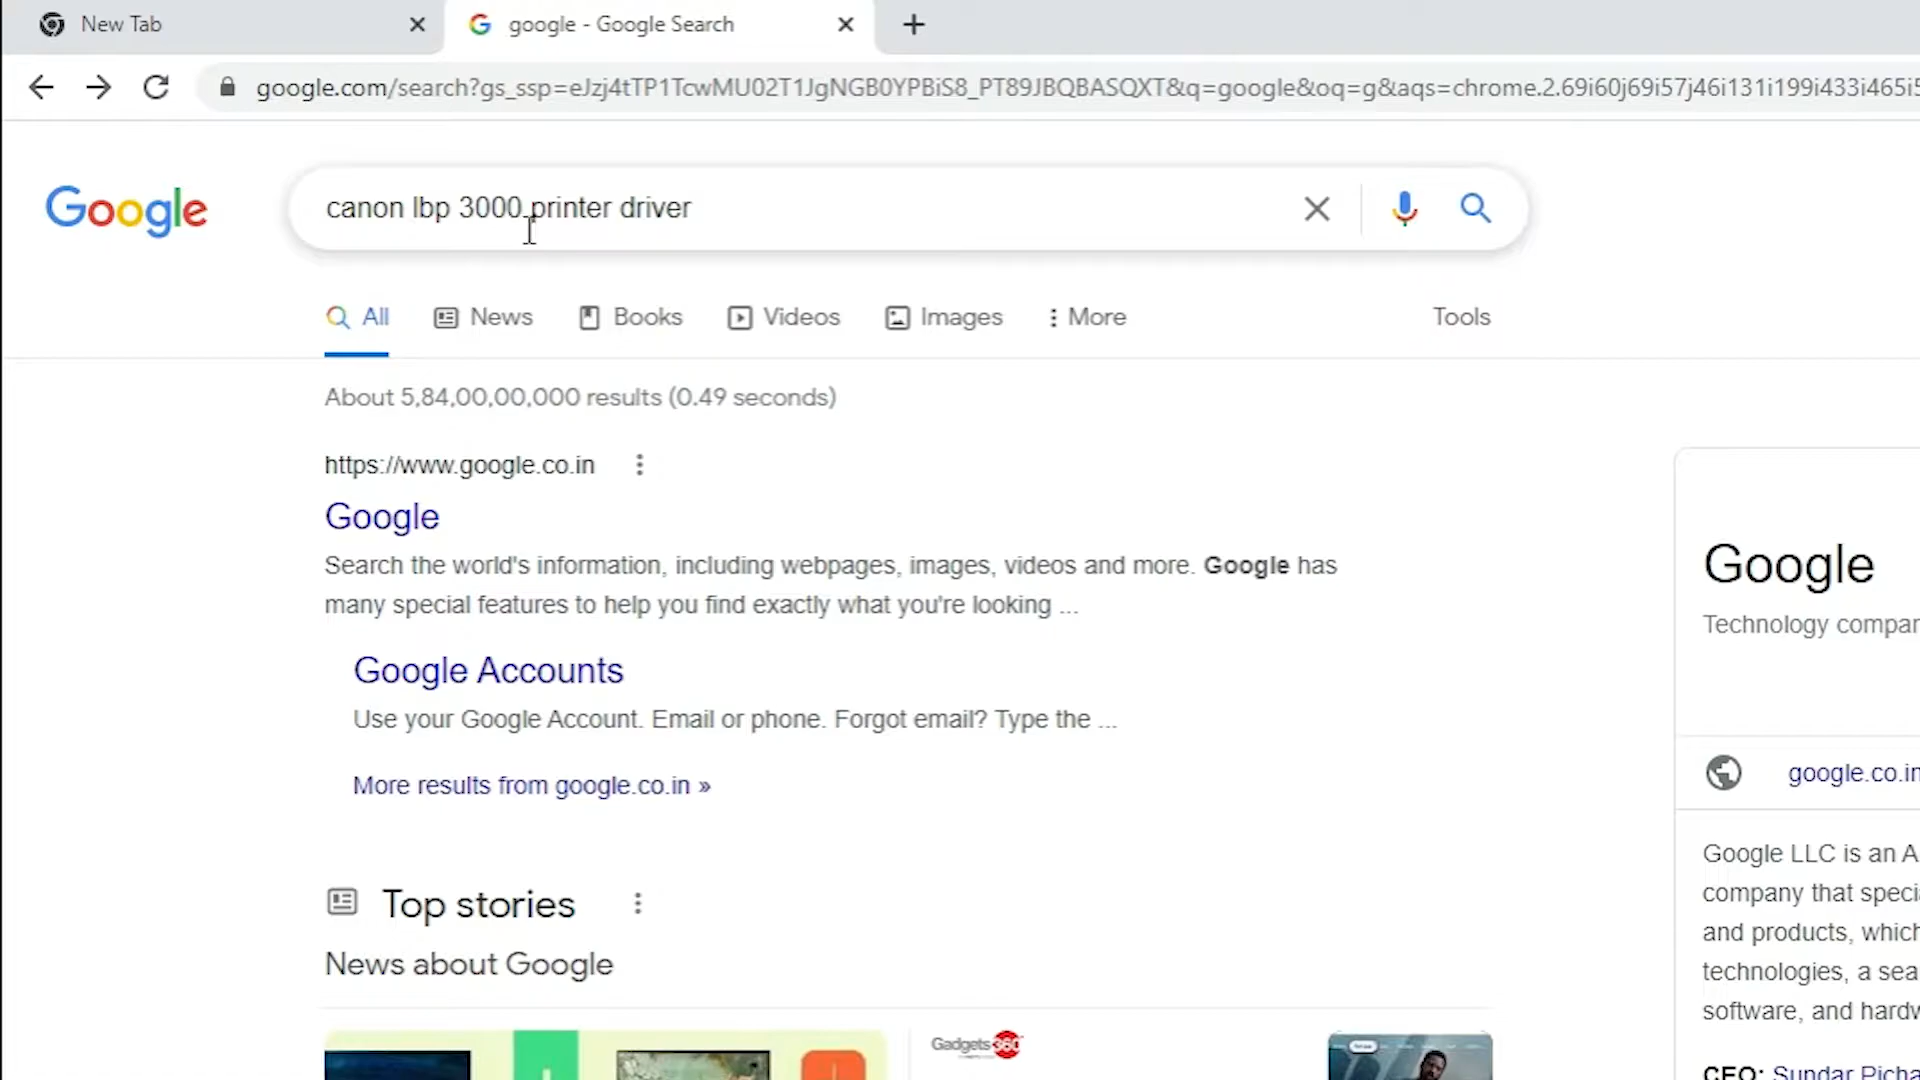 New Tab
google - Google Search
google.com/search?gs_ssp=eJzj4tTP1TcwMU02T1JgNGB0YPBiS8_PT89JBQBASQXT&q=google&oq=g&aqs=chrome.2.69i60j69i57j46i131i199i433i465i5
Google
canon lbp 3000 printer driver
All
News
Books
Videos
Images
More
Tools
About 5,84,00,00,000 results (0.49 seconds)
https://www.google.co.in
Google
Search the world's information, including webpages, images, videos and more. Google has
many special features to help you find exactly what you're looking ...
Google Accounts
Use your Google Account. Email or phone. Forgot email? Type the ...
More results from google.co.in »
Top stories
News about Google
Gadgets 360
Google
Technology compan
google.co.in
Google LLC is an A
company that specia
and products, which
technologies, a sea
software, and hardw
CEO: Sundar Picha